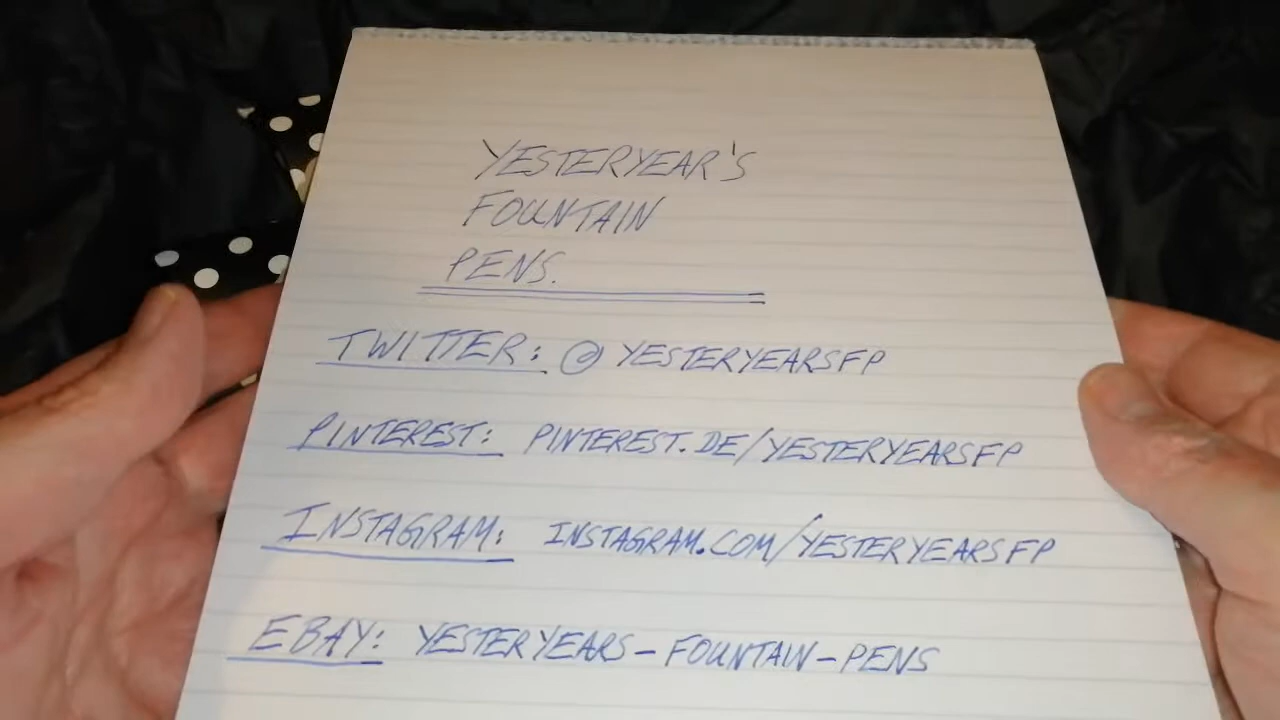 YESTERYEAR'S
FOUNTAIN
PENS.
TWITTER: @ YESTERYEARSFP
PINTEREST: PINTEREST.DE/YESTERYEARSFP
INSTAGRAM: INSTAGRAM.COM/YESTERYEARSFP
EBAY: YESTERYEARS-FOUNTAIN-PENS